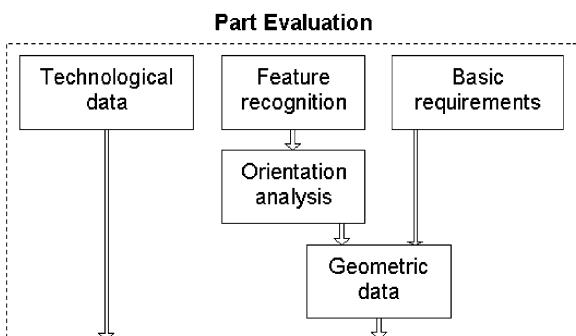 Part Evaluation
Technological
data
Feature
recognition
Basic
requirements
Orientation
analysis
Geometric
data